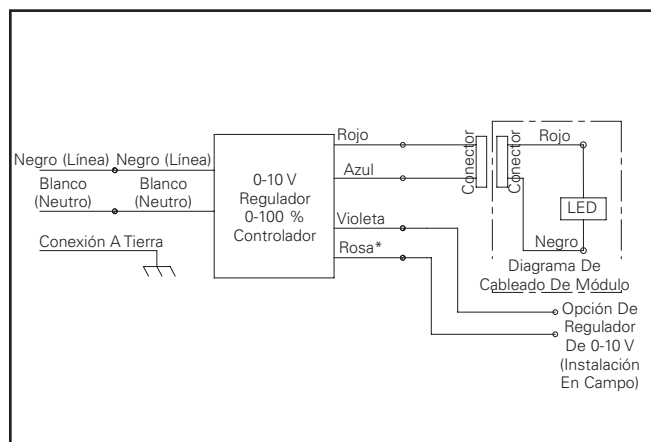 Negro (Línea)
Negro (Línea)
Blanco
(Neutro)
Blanco
(Neutro)
Conexión A Tierra
0-10 V
Regulador
0-100 %
Controlador
Rojo
Azul
Violeta
Rosa*
Conector
Conector
Rojo
LED
Negro
Diagrama De
Cableado De Módulo
Opción De
Regulador
De 0-10 V
(Instalación
En Campo)